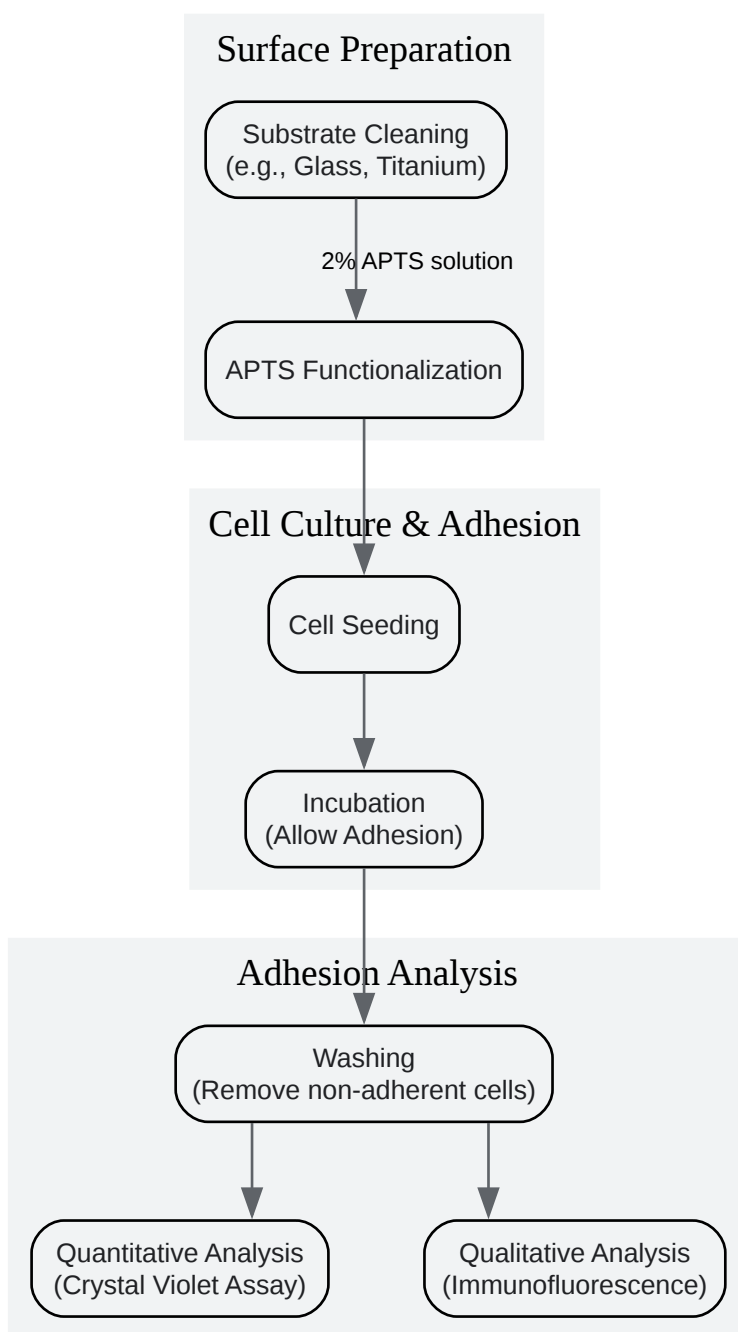 Surface Preparation
Substrate Cleaning
(e.g., Glass, Titanium)
2% APTS solution
APTS Functionalization
Cell Culture & Adhesion
Cell Seeding
Incubation
(Allow Adhesion)
Adhesion Analysis
Washing
(Remove non-adherent cells)
Quantitative Analysis
(Crystal Violet Assay)
Qualitative Analysis
(Immunofluorescence)